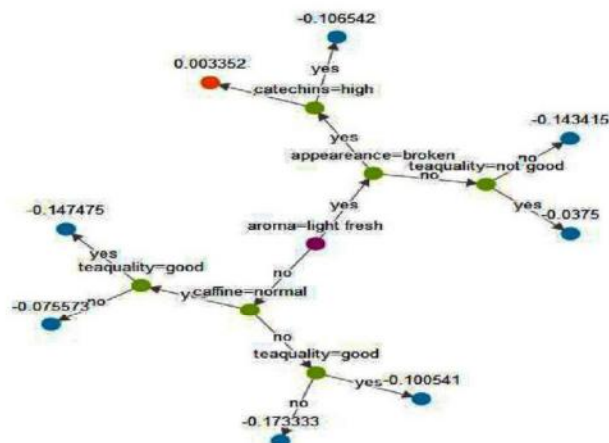 -0.106542
0.003352
yes
catechins=high
-0.143415
yes
no
appeareance=broken
teaquality=not good
no
yes
-0.147475
yes
-0.0375
aroma=light fresh
yes
teaquality=good
no
no
caffine=normal
-0.075573
no
teaquality=good
yes
-0.100541
no
-0.173333